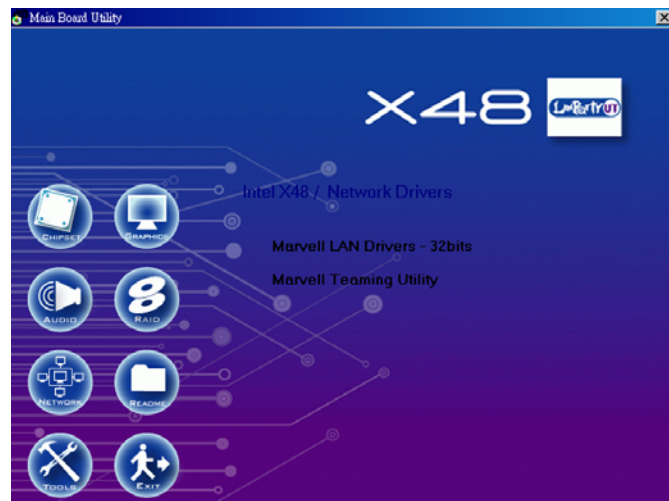 Main Board Utility
X48
LanPartyUT
Intel X48 / Network Drivers
Marvell LAN Drivers - 32bits
Marvell Teaming Utility
CHIPSET
GRAPHICS
AUDIO
RAID
NETWORK
README
TOOLS
EXIT